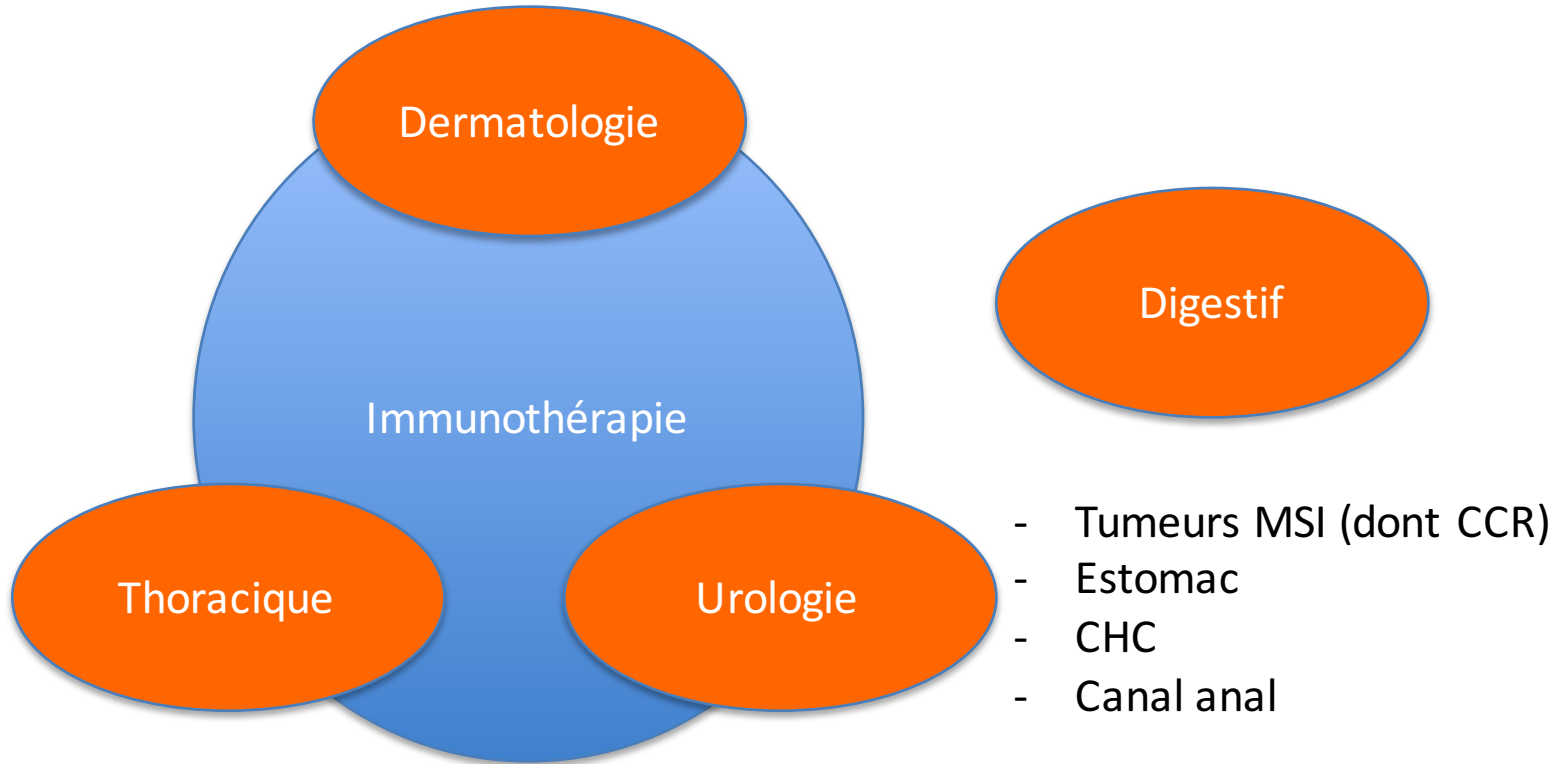 Dermatologie
Digestif
Immunothérapie
Thoracique
Urologie
- Tumeurs MSI (dont CCR)
- Estomac
- CHC
- Canal anal